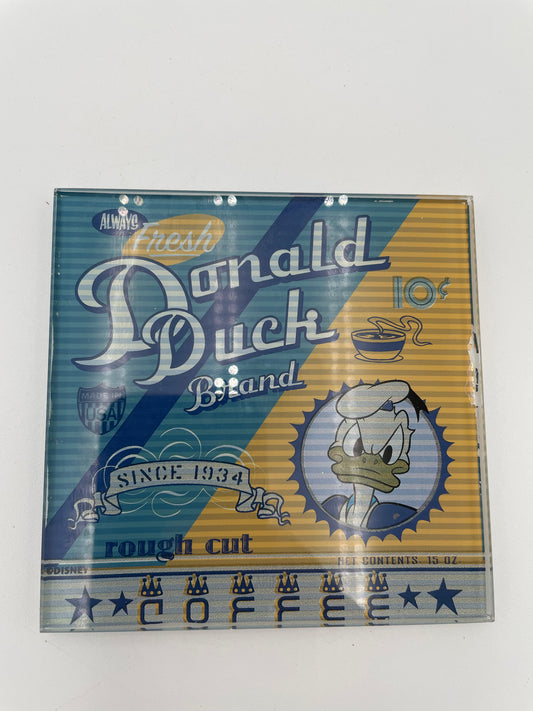 ALWAYS
Fresh
Donald
Duck
Brand
10¢
MADE IN
USA
SINCE 1934
rough cut
NET CONTENTS 15 OZ
©DISNEY
COFFEE